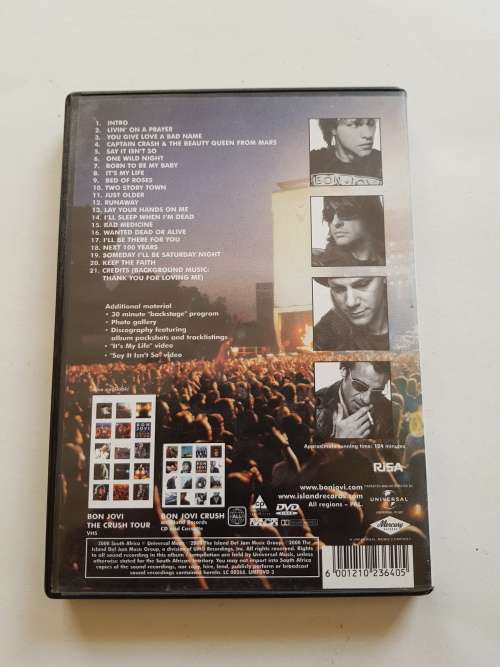 1. INTRO
2. LIVIN' ON A PRAYER
3. YOU GIVE LOVE A BAD NAME
4. CAPTAIN CRASH & THE BEAUTY QUEEN FROM MARS
5. SAY IT ISN'T SO
6. ONE WILD NIGHT
7. BORN TO BE MY BABY
8. IT'S MY LIFE
9. BED OF ROSES
10. TWO STORY TOWN
11. JUST OLDER
12. RUNAWAY
13. LAY YOUR HANDS ON ME
14. I'LL SLEEP WHEN I'M DEAD
15. BAD MEDICINE
16. WANTED DEAD OR ALIVE
17. I'LL BE THERE FOR YOU
18. NEXT 100 YEARS
19. SOMEDAY I'LL BE SATURDAY NIGHT
20. KEEP THE FAITH
21. CREDITS (BACKGROUND MUSIC:
THANK YOU FOR LOVING ME)
Additional material
• 30 minute "backstage" program
• Photo gallery
• Discography featuring
album packshots and tracklistings
• "It's My Life" video
• "Say It Isn't So" video
Approximate running time: 104 minutes
RiSA
www.bonjovi.com
www.islandrecords.com
All regions - PAL.
ALL
DVD
VIDEO
UNIVERSAL
Mercury
A UNIVERSAL MUSIC COMPANY
BON JOVI
THE CRUSH TOUR
VHS
BON JOVI CRUSH
CD and Cassette
6 001210 236405